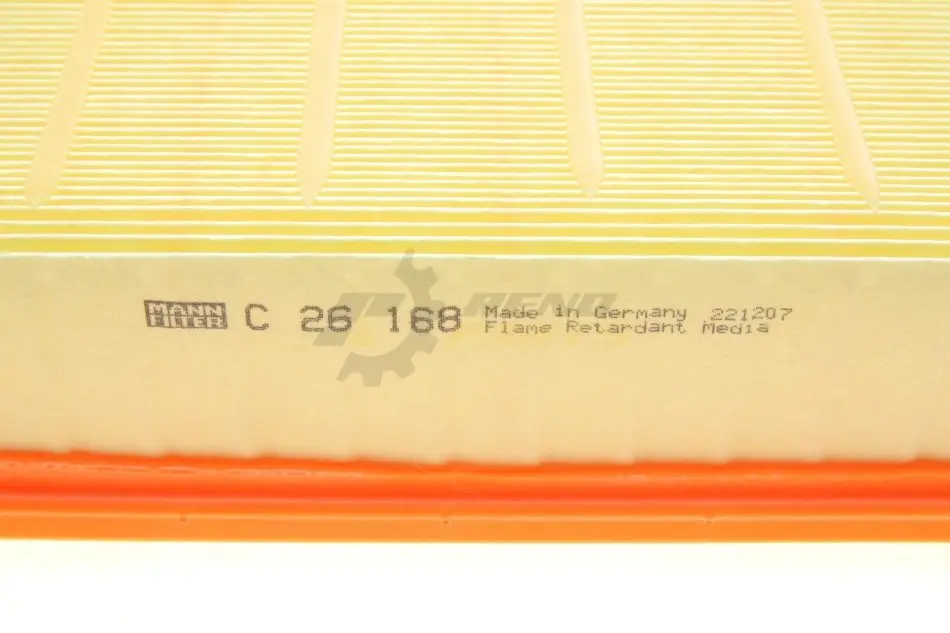 MANN
FILTER
C 26 168
Made in Germany 221207
Flame Retardant Media